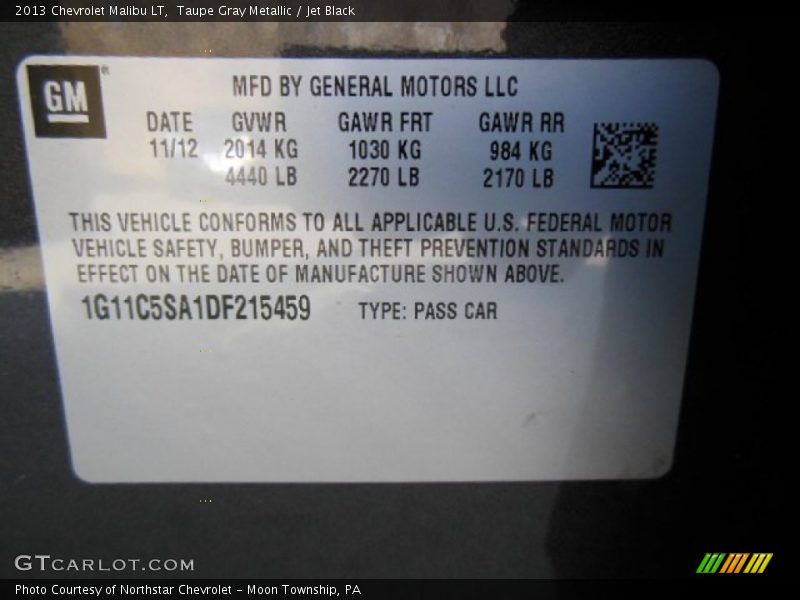 2013 Chevrolet Malibu LT,  Taupe Gray Metallic / Jet Black
GM®
MFD BY GENERAL MOTORS LLC
DATE GVWR GAWR FRT GAWR RR
11/12 2014 KG 1030 KG 984 KG
4440 LB 2270 LB 2170 LB
THIS VEHICLE CONFORMS TO ALL APPLICABLE U.S. FEDERAL MOTOR
VEHICLE SAFETY, BUMPER, AND THEFT PREVENTION STANDARDS IN
EFFECT ON THE DATE OF MANUFACTURE SHOWN ABOVE.
1G11C5SA1DF215459 TYPE: PASS CAR
GTCARLOT.COM
Photo Courtesy of Northstar Chevrolet - Moon Township, PA